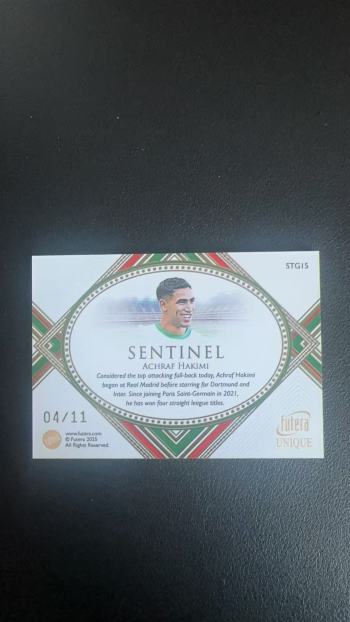 STG15
SENTINEL
ACHRAF HAKIMI
Considered the top attacking full-back today, Achraf Hakimi
began at Real Madrid before starring for Dortmund and
Inter. Since joining Paris Saint-Germain in 2021,
he has won four straight league titles.
04/11
www.futera.com
© Futera 2025
All Rights Reserved.
futera
UNIQUE